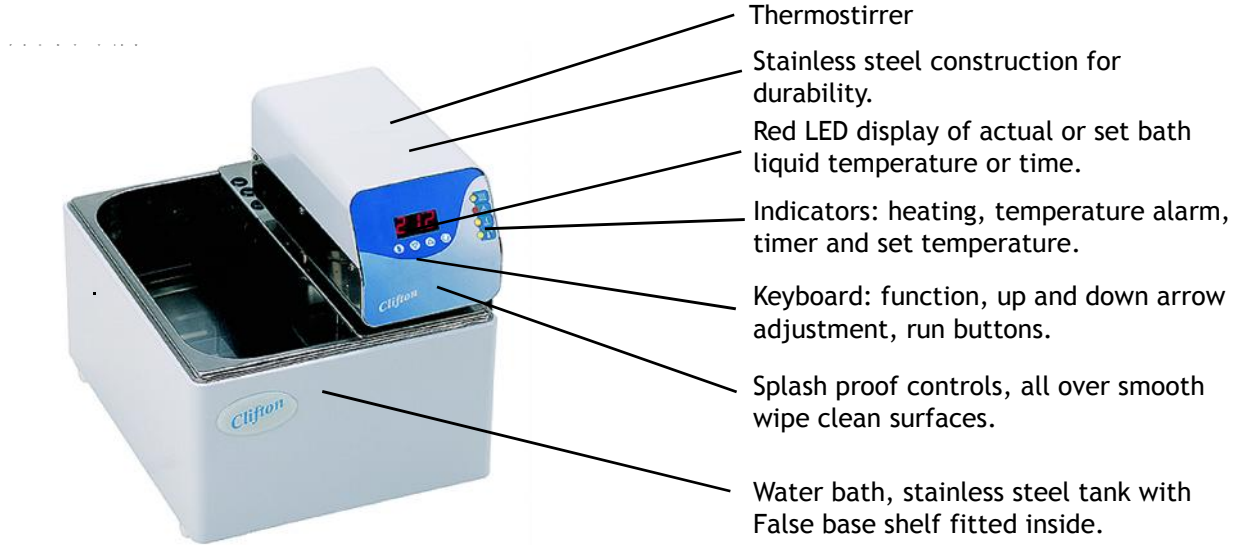 Thermostirrer
Stainless steel construction for
durability.
Red LED display of actual or set bath
liquid temperature or time.
Indicators: heating, temperature alarm,
timer and set temperature.
Keyboard: function, up and down arrow
adjustment, run buttons.
Splash proof controls, all over smooth
wipe clean surfaces.
Water bath, stainless steel tank with
False base shelf fitted inside.
212
Clifton
Clifton